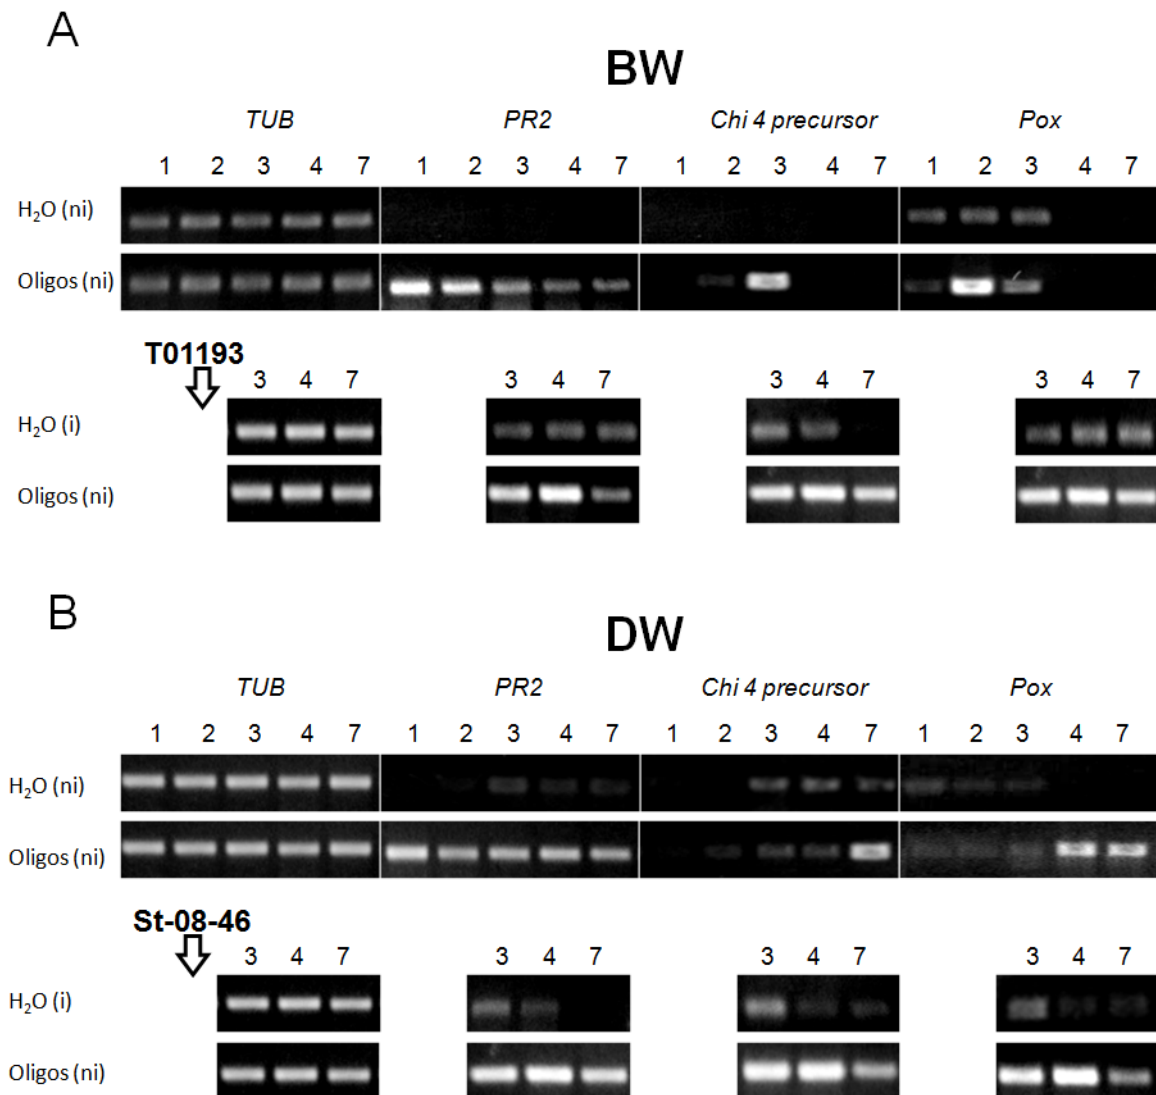 A
BW
TUB PR2 Chi 4 precursor Pox
1 2 3 4 7 1 2 3 4 7 1 2 3 4 7 1 2 3 4 7
H₂O (ni)
Oligos (ni)
T01193
3 4 7 3 4 7 3 4 7 3 4 7
H₂O (i)
Oligos (ni)
B
DW
TUB PR2 Chi 4 precursor Pox
1 2 3 4 7 1 2 3 4 7 1 2 3 4 7 1 2 3 4 7
H₂O (ni)
Oligos (ni)
St-08-46
3 4 7 3 4 7 3 4 7 3 4 7
H₂O (i)
Oligos (ni)